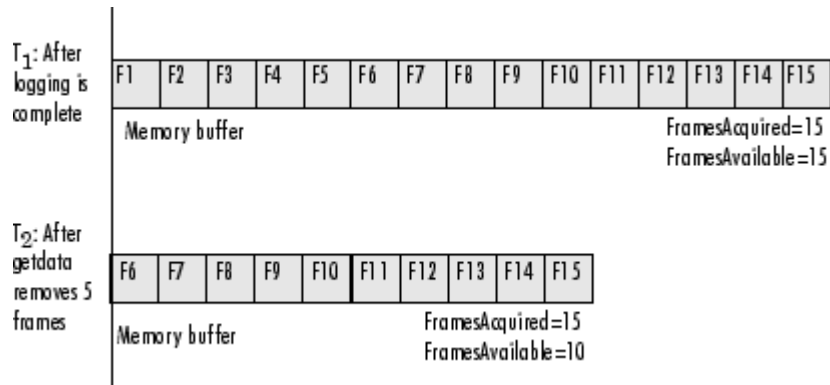 T1: After
logging is
complete
F1 F2 F3 F4 F5 F6 F7 F8 F9 F10 F11 F12 F13 F14 F15
Memory buffer
FramesAcquired=15
FramesAvailable=15
T2: After
getdata
removes 5
frames
F6 F7 F8 F9 F10 F11 F12 F13 F14 F15
Memory buffer
FramesAcquired=15
FramesAvailable=10